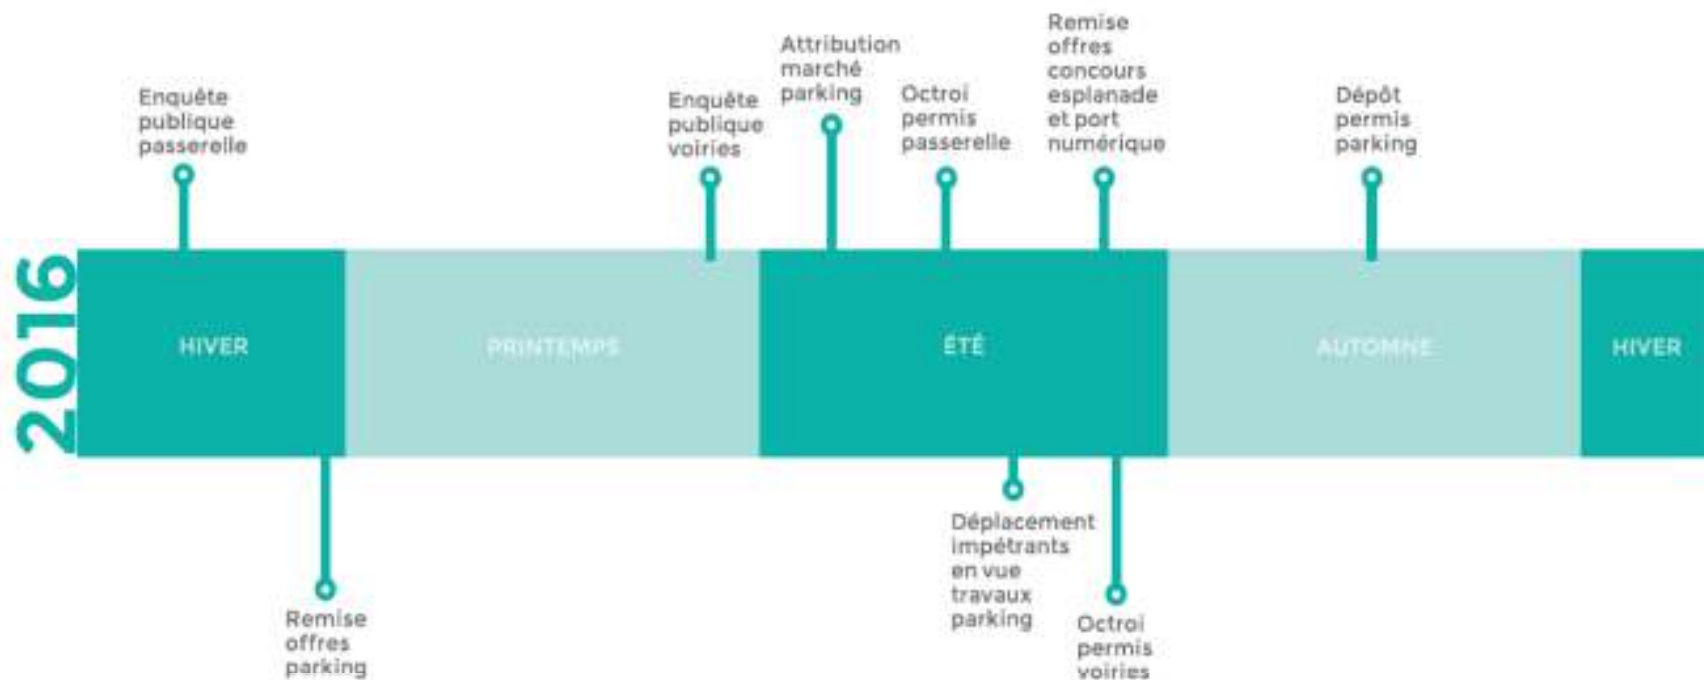 Enquête
publique
passerelle
Enquête
publique
voiries
Attribution
marché
parking
Octroi
permis
passerelle
Remise
offres
concours
esplanade
et port
numérique
Dépôt
permis
parking
2016
HIVER
PRINTEMPS
ÉTÉ
AUTOMNE
HIVER
Remise
offres
parking
Déplacement
impétrants
en vue
travaux
parking
Octroi
permis
voiries